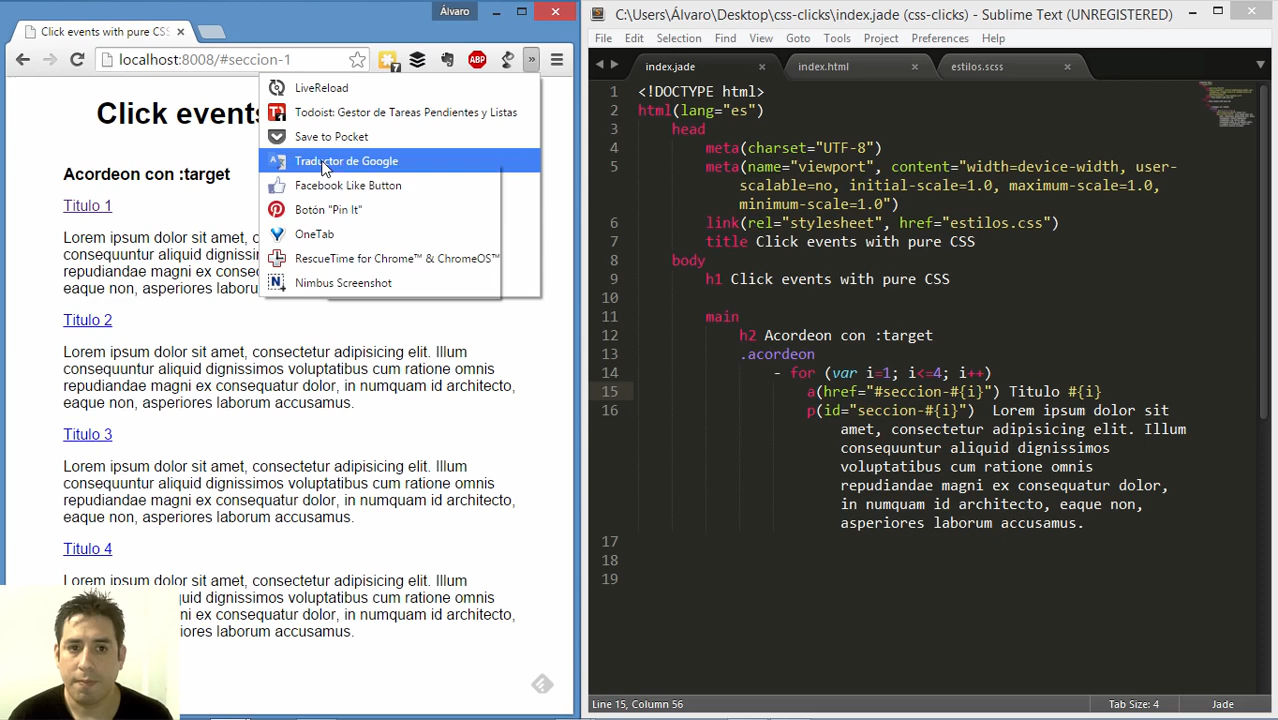 Álvaro
Click events with pure CSS
localhost:8008/#seccion-1
7
ABP
»
LiveReload
Todoist: Gestor de Tareas Pendientes y Listas
Save to Pocket
Traductor de Google
Facebook Like Button
Botón "Pin It"
OneTab
RescueTime for Chrome™ & ChromeOS™
Nimbus Screenshot
Click events
Acordeon con :target
Titulo 1
Lorem ipsum dolor sit a
consequuntur aliquid dignissi
repudiandae magni ex conse
eaque non, asperiores laborum accusamus.
Titulo 2
Lorem ipsum dolor sit amet, consectetur adipisicing elit. Illum
consequuntur aliquid dignissimos voluptatibus cum ratione omnis
repudiandae magni ex consequatur dolor, in numquam id architecto,
eaque non, asperiores laborum accusamus.
Titulo 3
Lorem ipsum dolor sit amet, consectetur adipisicing elit. Illum
consequuntur aliquid dignissimos voluptatibus cum ratione omnis
repudiandae magni ex consequatur dolor, in numquam id architecto,
eaque non, asperiores laborum accusamus.
Titulo 4
Lorem ipsum dolor sit amet, consectetur adipisicing elit. Illum
quid dignissimos voluptatibus cum ratione omnis
gni ex consequatur dolor, in numquam id architecto,
iores laborum accusamus.
C:\Users\Álvaro\Desktop\css-clicks\index.jade (css-clicks) - Sublime Text (UNREGISTERED)
File Edit Selection Find View Goto Tools Project Preferences Help
index.jade index.html estilos.scss
1 <!DOCTYPE html>
2 html(lang="es")
3 head
4 meta(charset="UTF-8")
5 meta(name="viewport", content="width=device-width, user-
scalable=no, initial-scale=1.0, maximum-scale=1.0,
minimum-scale=1.0")
6 link(rel="stylesheet", href="estilos.css")
7 title Click events with pure CSS
8 body
9 h1 Click events with pure CSS
10
11 main
12 h2 Acordeon con :target
13 .acordeon
14 - for (var i=1; i<=4; i++)
15 a(href="#seccion-#{i}") Titulo #{i}
16 p(id="seccion-#{i}") Lorem ipsum dolor sit
amet, consectetur adipisicing elit. Illum
consequuntur aliquid dignissimos
voluptatibus cum ratione omnis
repudiandae magni ex consequatur dolor,
in numquam id architecto, eaque non,
asperiores laborum accusamus.
17
18
19
Line 15, Column 56 Tab Size: 4 Jade